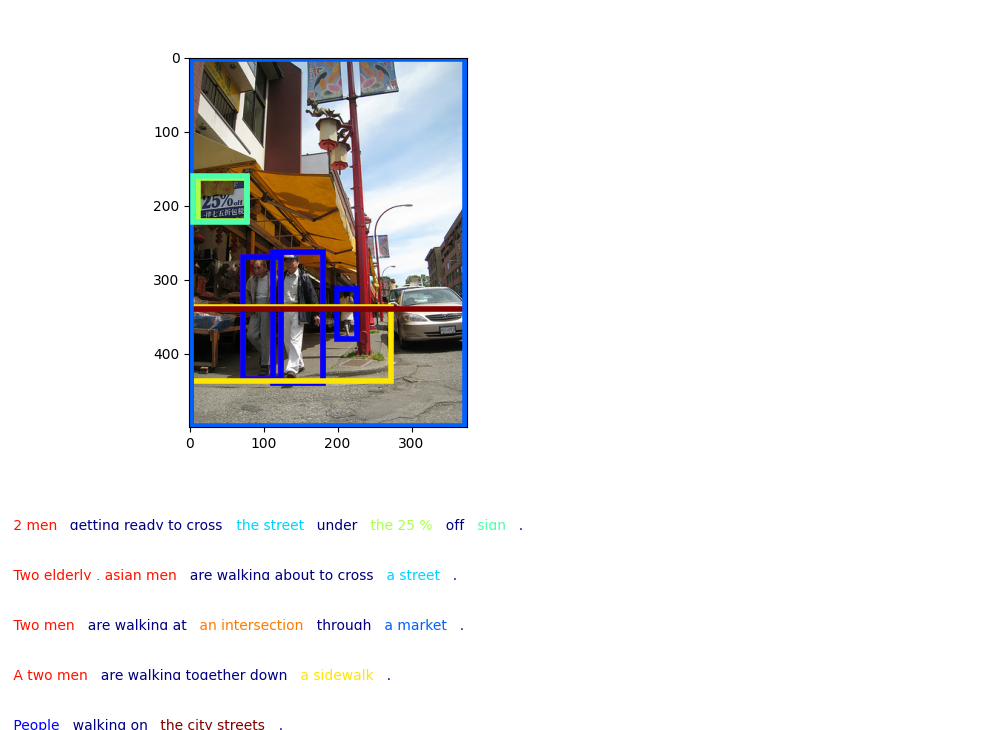 0
100
200
300
400
0 100 200 300
25% off
2 men getting ready to cross the street under the 25 % off sign .
Two elderly , asian men are walking about to cross a street .
Two men are walking at an intersection through a market .
A two men are walking together down a sidewalk .
People walking on the city streets .